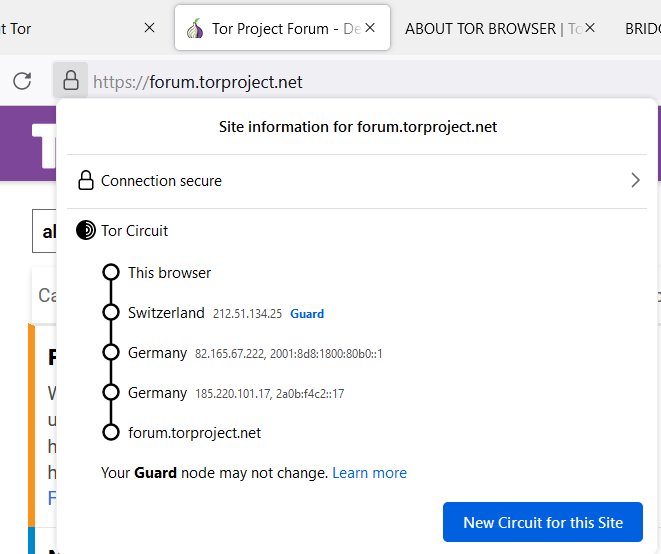 ut Tor
Tor Project Forum - De
ABOUT TOR BROWSER | To
BRIDG
https://forum.torproject.net
Site information for forum.torproject.net
Connection secure
Tor Circuit
This browser
Switzerland 212.51.134.25 Guard
Germany 82.165.67.222, 2001:8d8:1800:80b0::1
Germany 185.220.101.17, 2a0b:f4c2::17
forum.torproject.net
Your Guard node may not change. Learn more
New Circuit for this Site